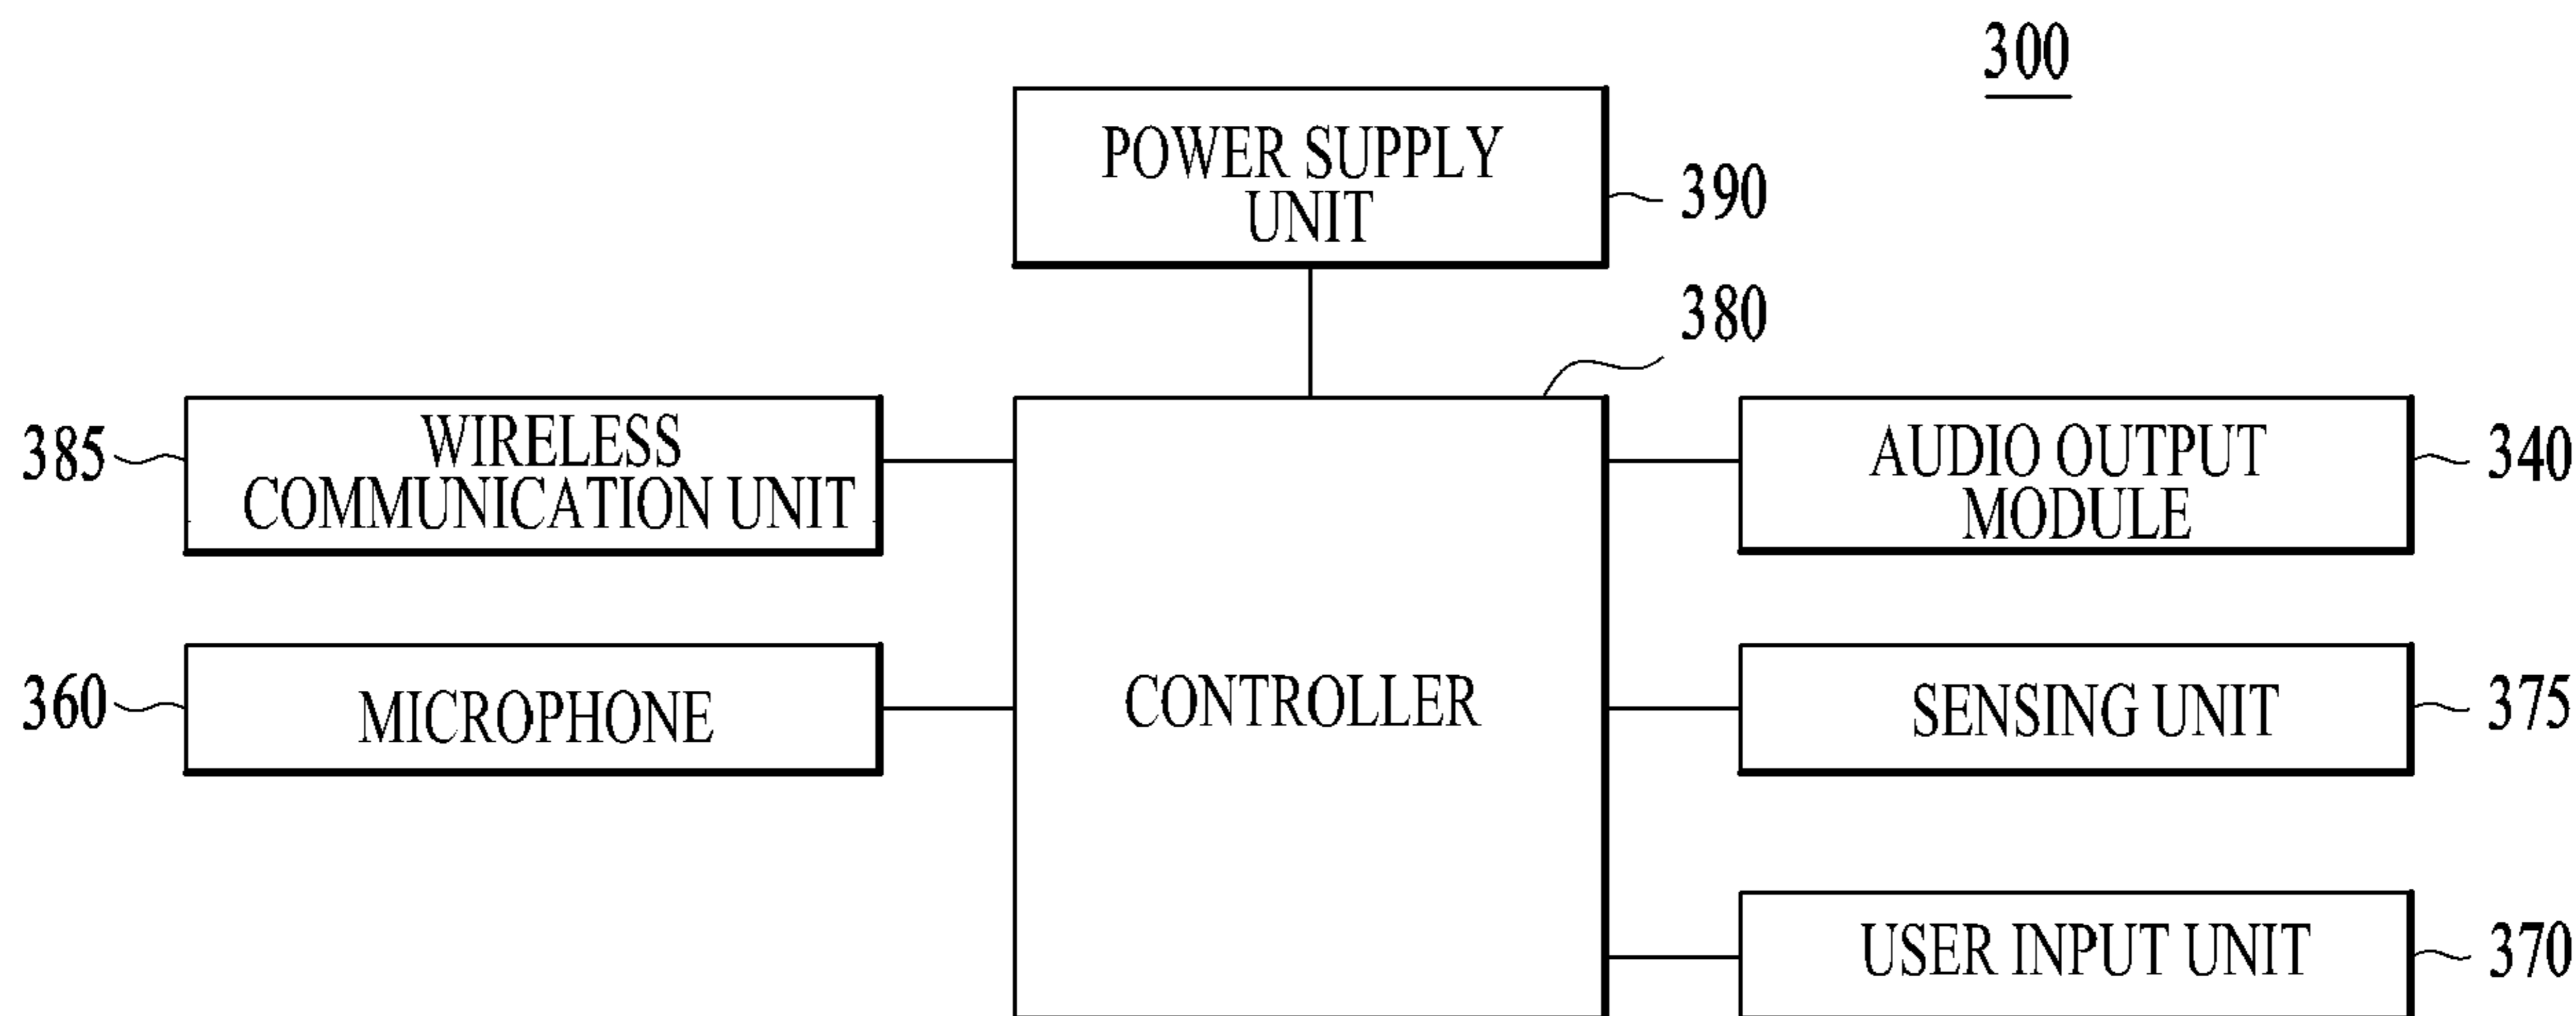 300
POWER SUPPLY
UNIT
390
380
385
WIRELESS
COMMUNICATION UNIT
AUDIO OUTPUT
MODULE
340
360
MICROPHONE
CONTROLLER
SENSING UNIT
375
USER INPUT UNIT
370